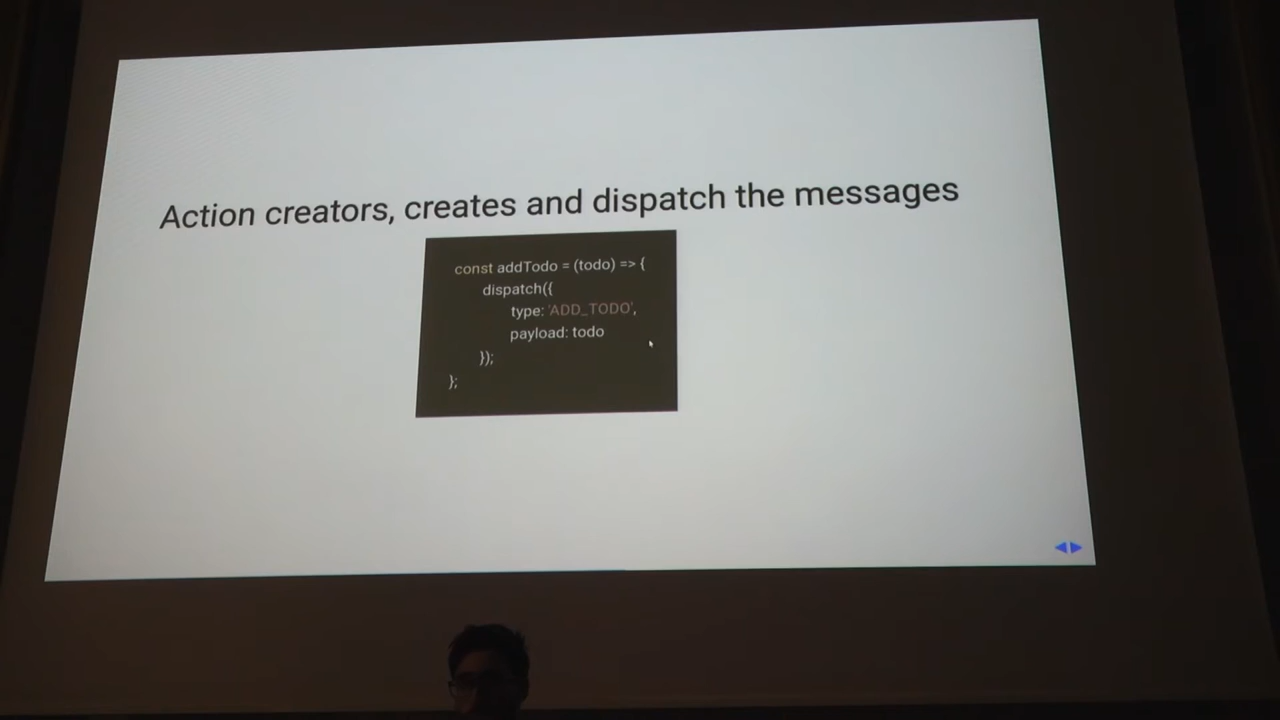 Action creators, creates and dispatch the messages
const addTodo = (todo) => {
dispatch({
type: 'ADD_TODO',
payload: todo
});
};